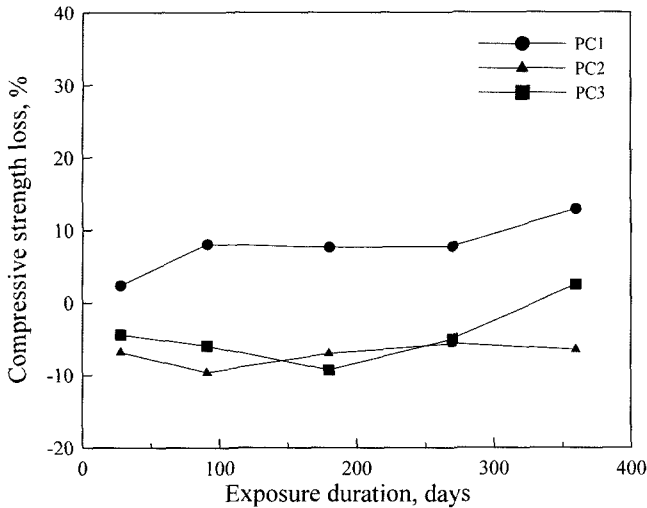 40
30
20
10
0
-10
-20
Compressive strength loss, %
PC1
PC2
PC3
0 100 200 300 400
Exposure duration, days